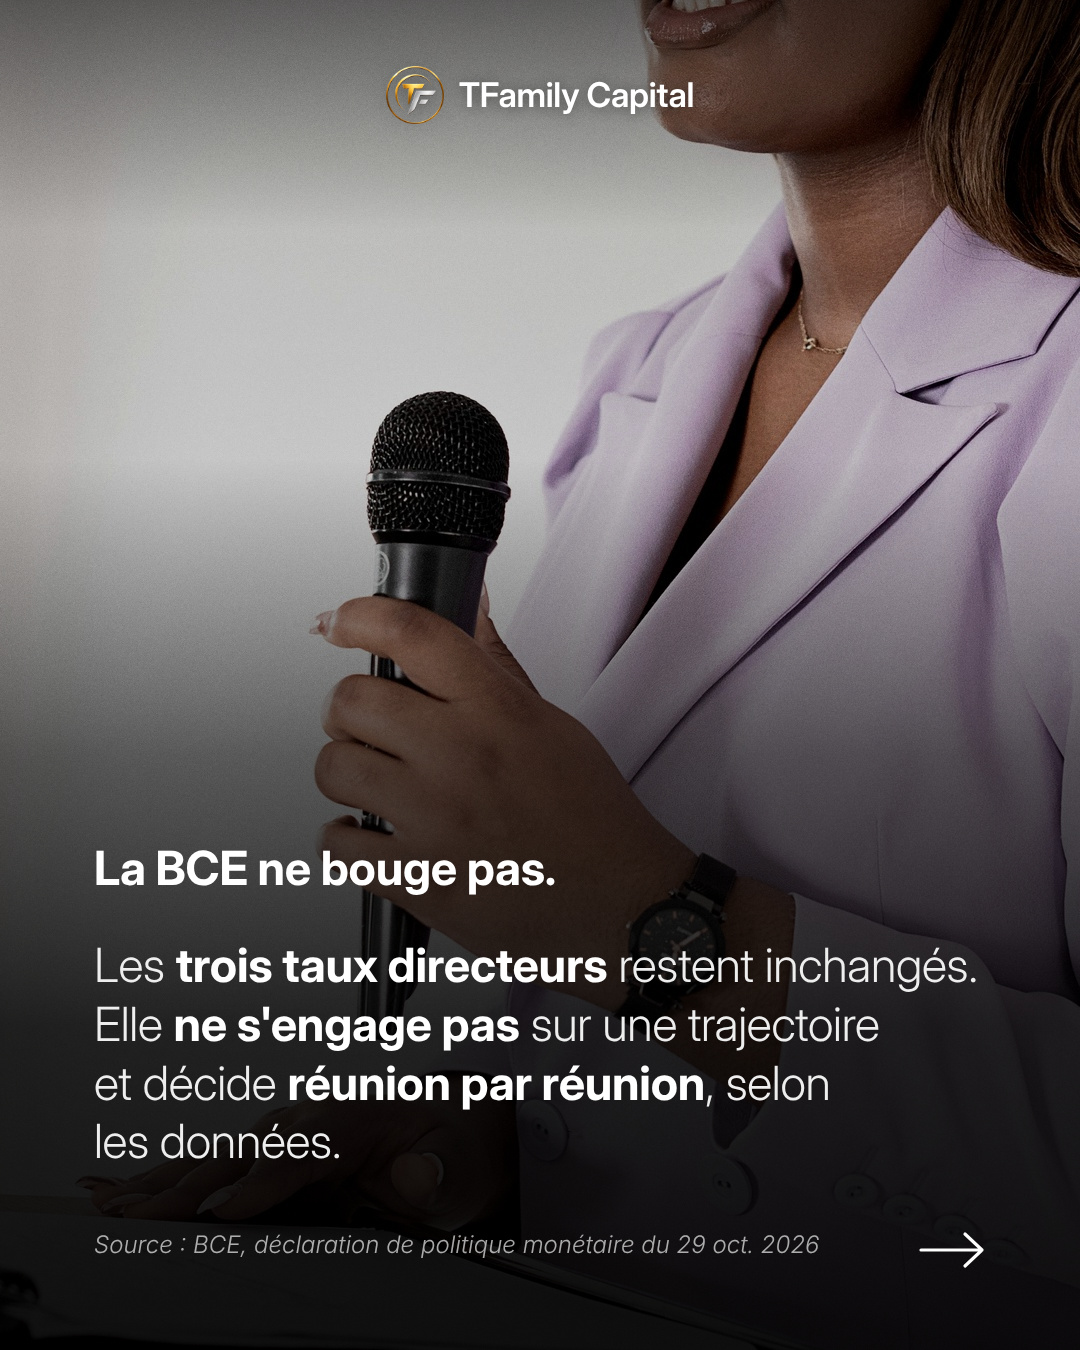 TF TFamily Capital
La BCE ne bouge pas.
Les trois taux directeurs restent inchangés.
Elle ne s'engage pas sur une trajectoire
et décide réunion par réunion, selon
les données.
Source : BCE, déclaration de politique monétaire du 29 oct. 2026